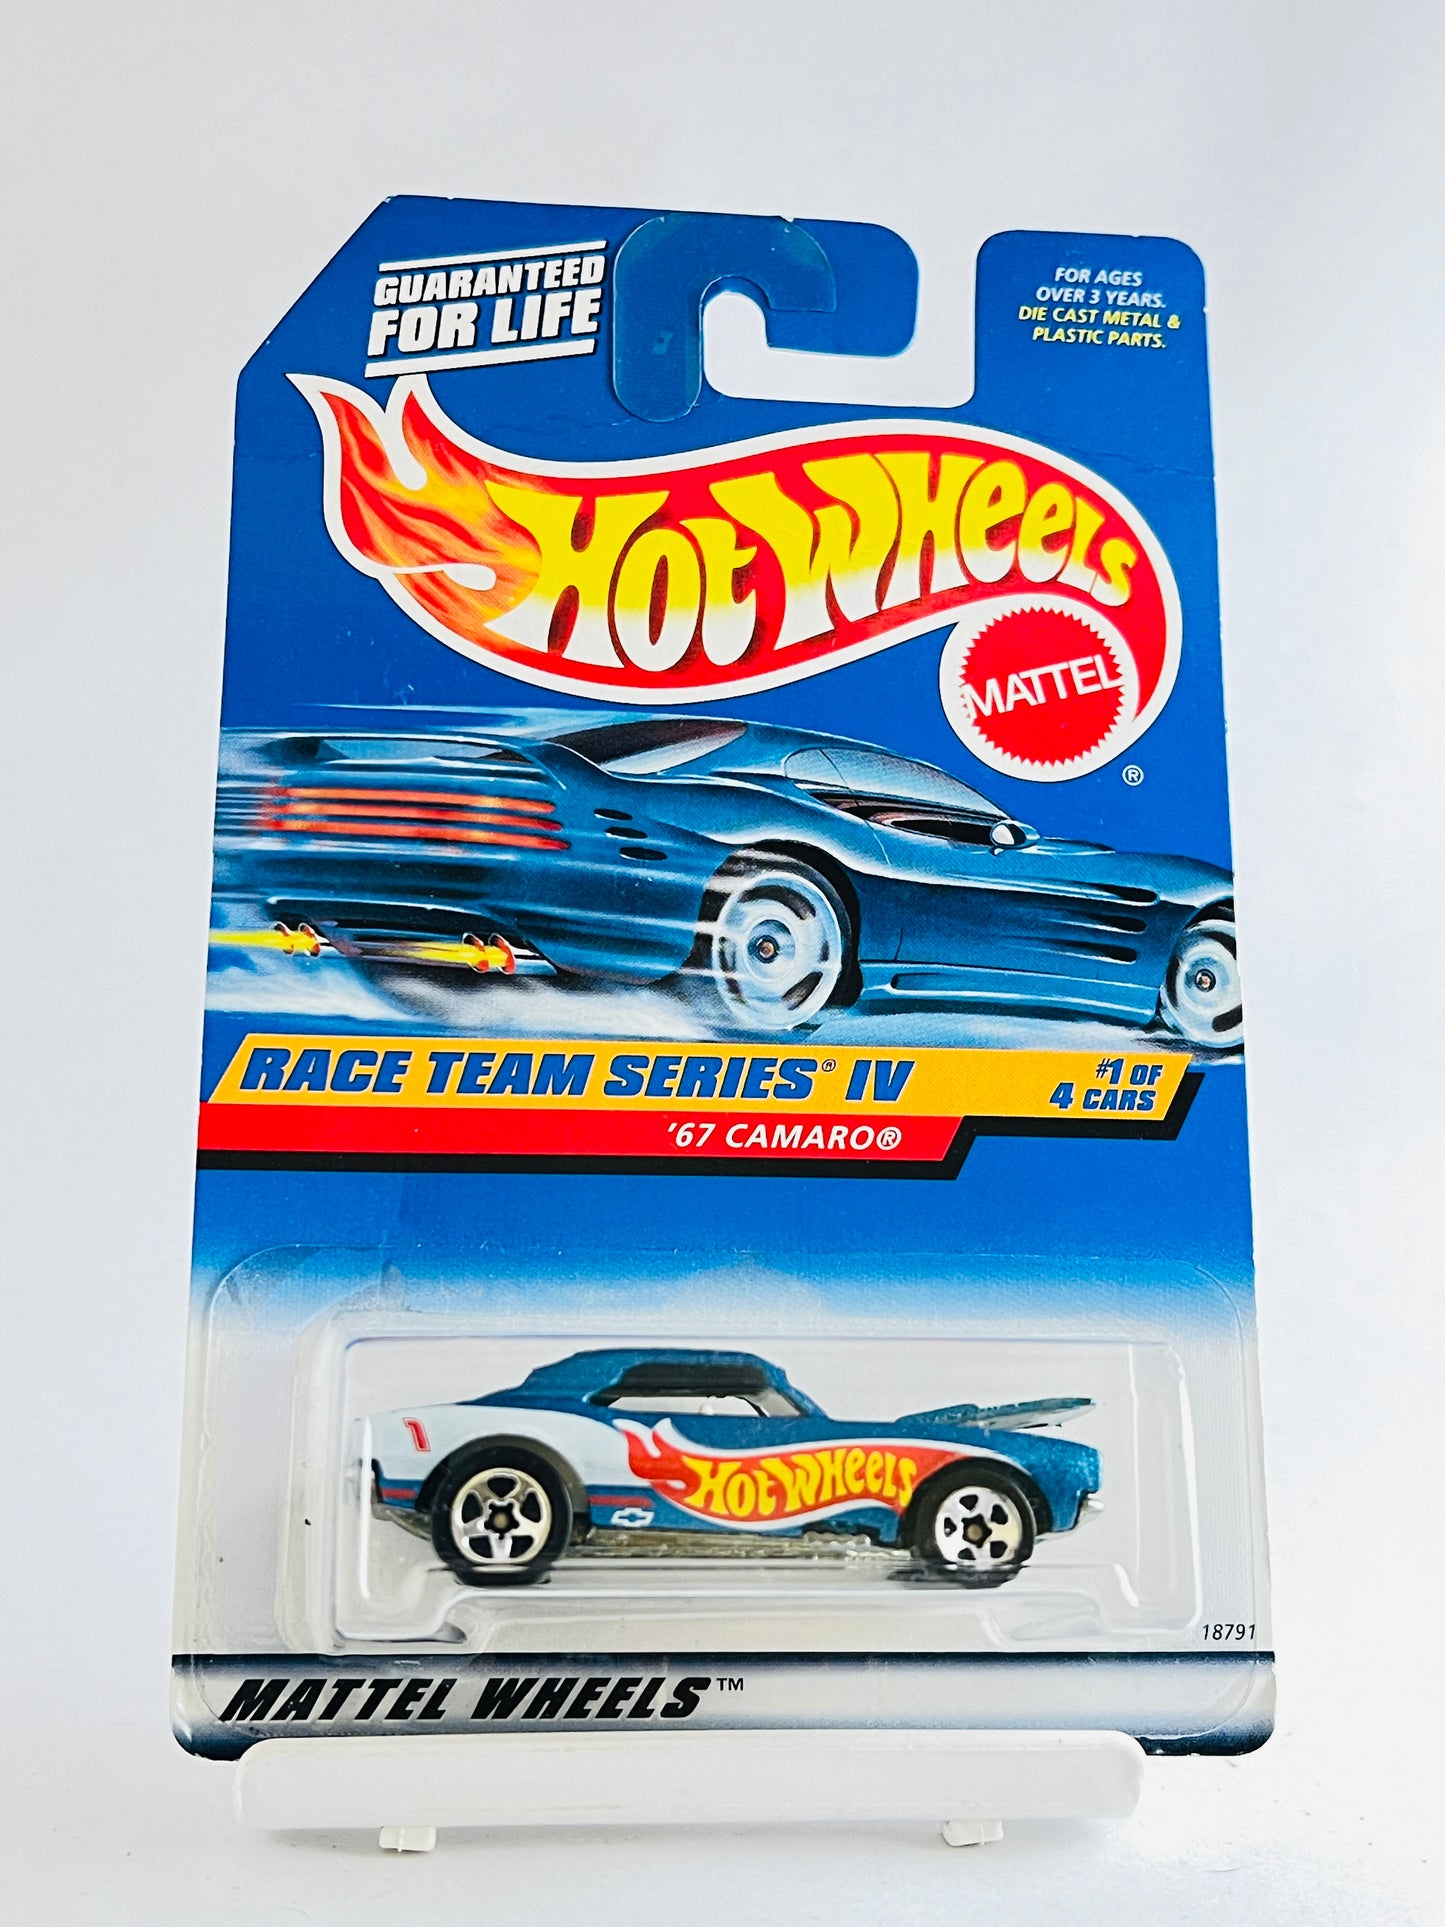 GUARANTEED
FOR LIFE
FOR AGES
OVER 3 YEARS.
DIE CAST METAL &
PLASTIC PARTS.
HOT WHEELS
MATTEL
®
RACE TEAM SERIES® IV
#1 OF
4 CARS
'67 CAMARO®
1
HOT WHEELS
18791
MATTEL WHEELS™